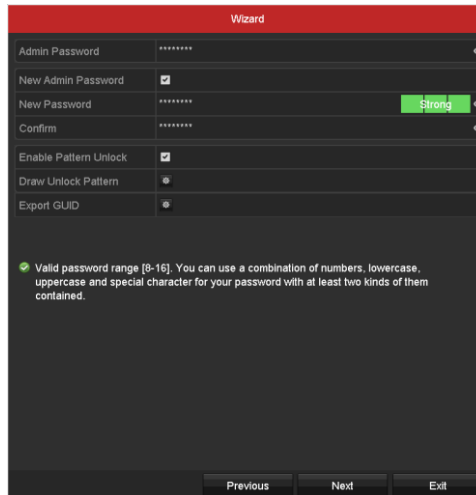 Wizard
Admin Password ********
New Admin Password
New Password ******** Strong
Confirm ********
Enable Pattern Unlock
Draw Unlock Pattern
Export GUID
Valid password range [8-16]. You can use a combination of numbers, lowercase,
uppercase and special character for your password with at least two kinds of them
contained.
Previous Next Exit